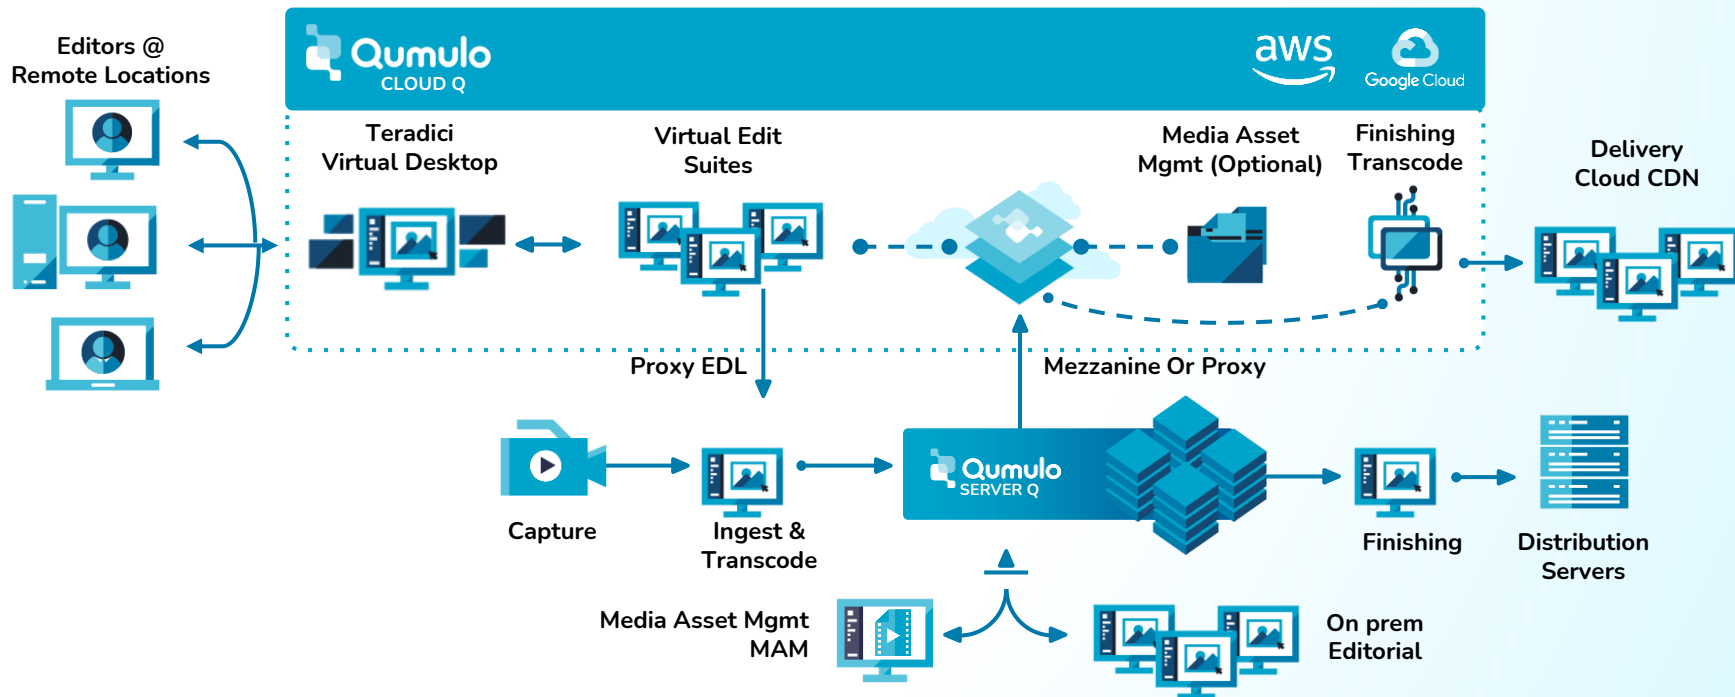 Editors @
Remote Locations
Qumulo
CLOUD Q
aws
Google Cloud
Teradici
Virtual Desktop
Virtual Edit
Suites
Media Asset
Mgmt (Optional)
Finishing
Transcode
Delivery
Cloud CDN
Proxy EDL
Mezzanine Or Proxy
Qumulo
SERVER Q
Capture
Ingest &
Transcode
Finishing
Distribution
Servers
Media Asset Mgmt
MAM
On prem
Editorial